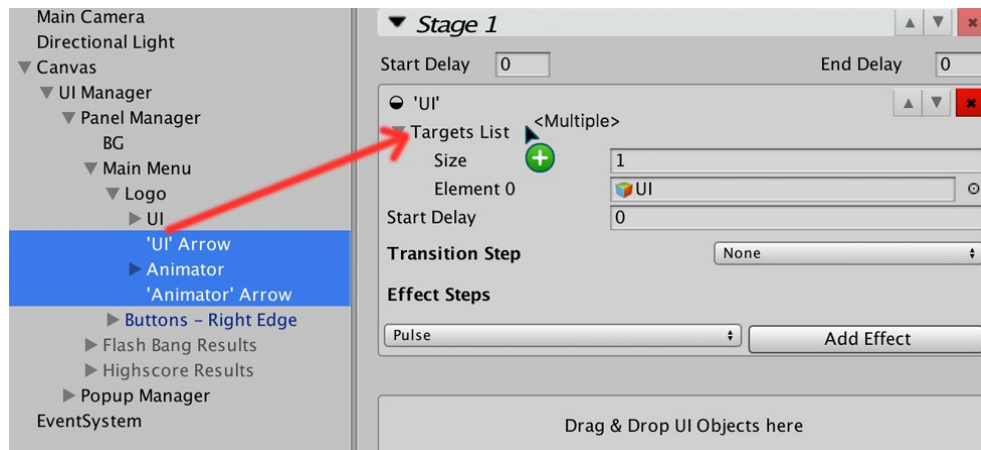 Main Camera
Directional Light
Canvas
UI Manager
Panel Manager
BG
Main Menu
Logo
UI
'UI' Arrow
Animator
'Animator' Arrow
Buttons – Right Edge
Flash Bang Results
Highscore Results
Popup Manager
EventSystem
Stage 1
Start Delay 0 End Delay 0
'UI'
Targets List <Multiple>
Size 1
Element 0 UI
Start Delay 0
Transition Step None
Effect Steps
Pulse Add Effect
Drag & Drop UI Objects here